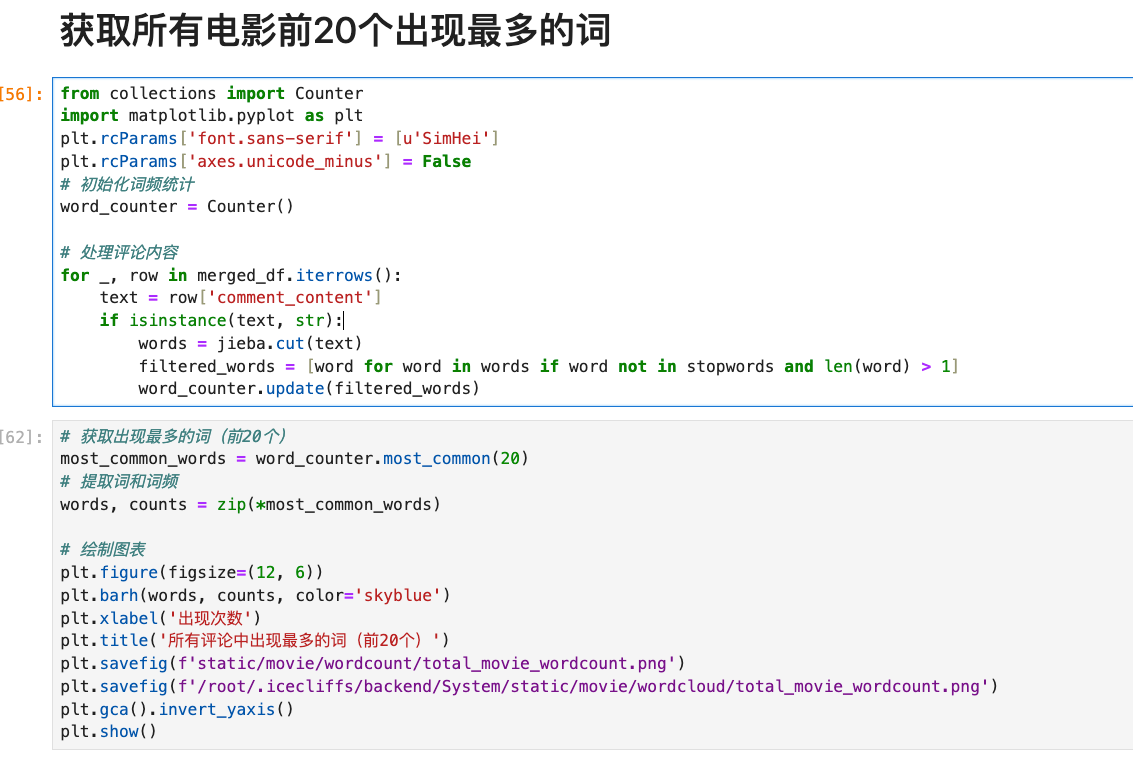 获取所有电影前20个出现最多的词
[56]:
from collections import Counter
import matplotlib.pyplot as plt
plt.rcParams['font.sans-serif'] = [u'SimHei']
plt.rcParams['axes.unicode_minus'] = False
# 初始化词频统计
word_counter = Counter()
# 处理评论内容
for _, row in merged_df.iterrows():
    text = row['comment_content']
    if isinstance(text, str):
        words = jieba.cut(text)
        filtered_words = [word for word in words if word not in stopwords and len(word) > 1]
        word_counter.update(filtered_words)
[62]:
# 获取出现最多的词（前20个）
most_common_words = word_counter.most_common(20)
# 提取词和词频
words, counts = zip(*most_common_words)
# 绘制图表
plt.figure(figsize=(12, 6))
plt.barh(words, counts, color='skyblue')
plt.xlabel('出现次数')
plt.title('所有评论中出现最多的词（前20个）')
plt.savefig(f'static/movie/wordcount/total_movie_wordcount.png')
plt.savefig(f'/root/.icecliffs/backend/System/static/movie/wordcloud/total_movie_wordcount.png')
plt.gca().invert_yaxis()
plt.show()